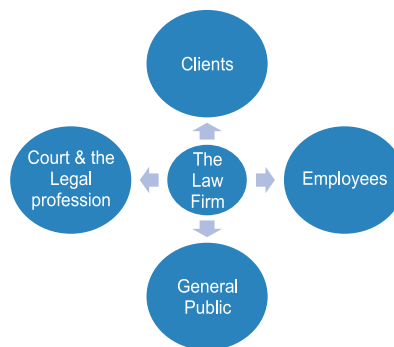 Clients
Court & the
Legal
profession
The
Law
Firm
Employees
General
Public